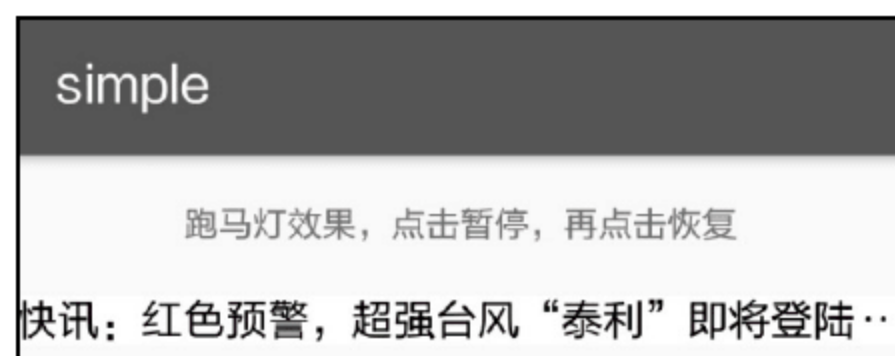 simple
跑马灯效果，点击暂停，再点击恢复
快讯：红色预警，超强台风“泰利”即将登陆…